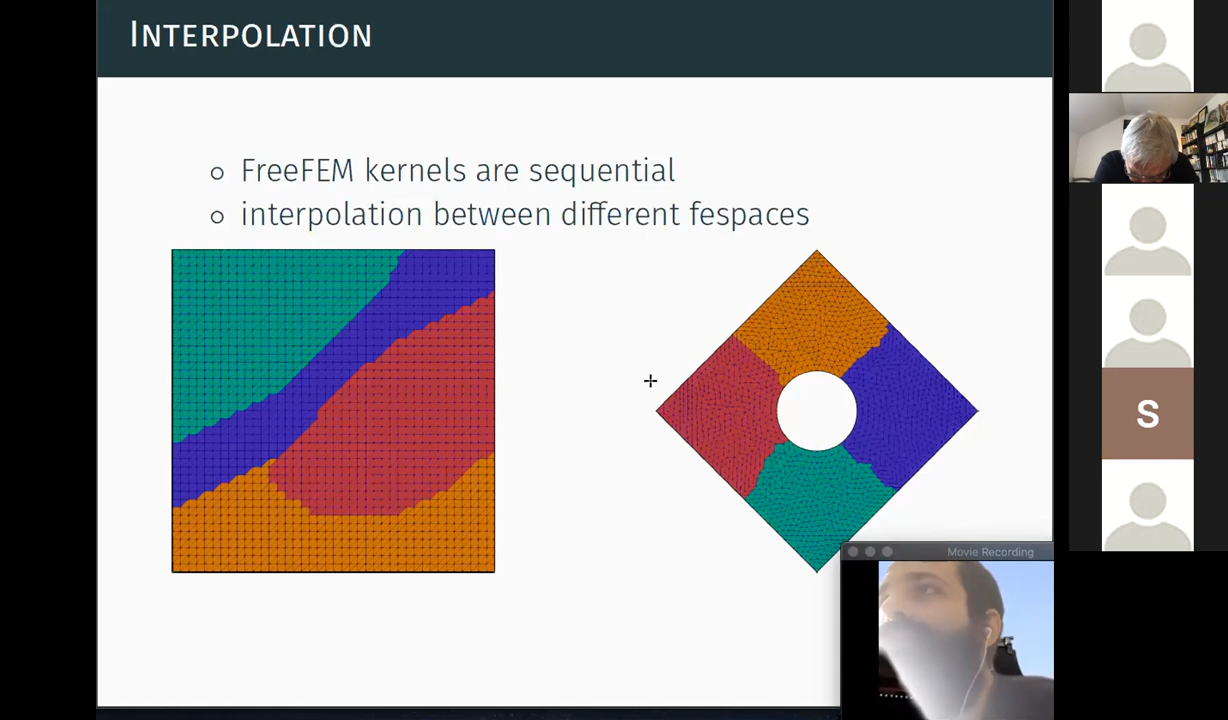 INTERPOLATION
FreeFEM kernels are sequential
interpolation between different fespaces
S
Movie Recording